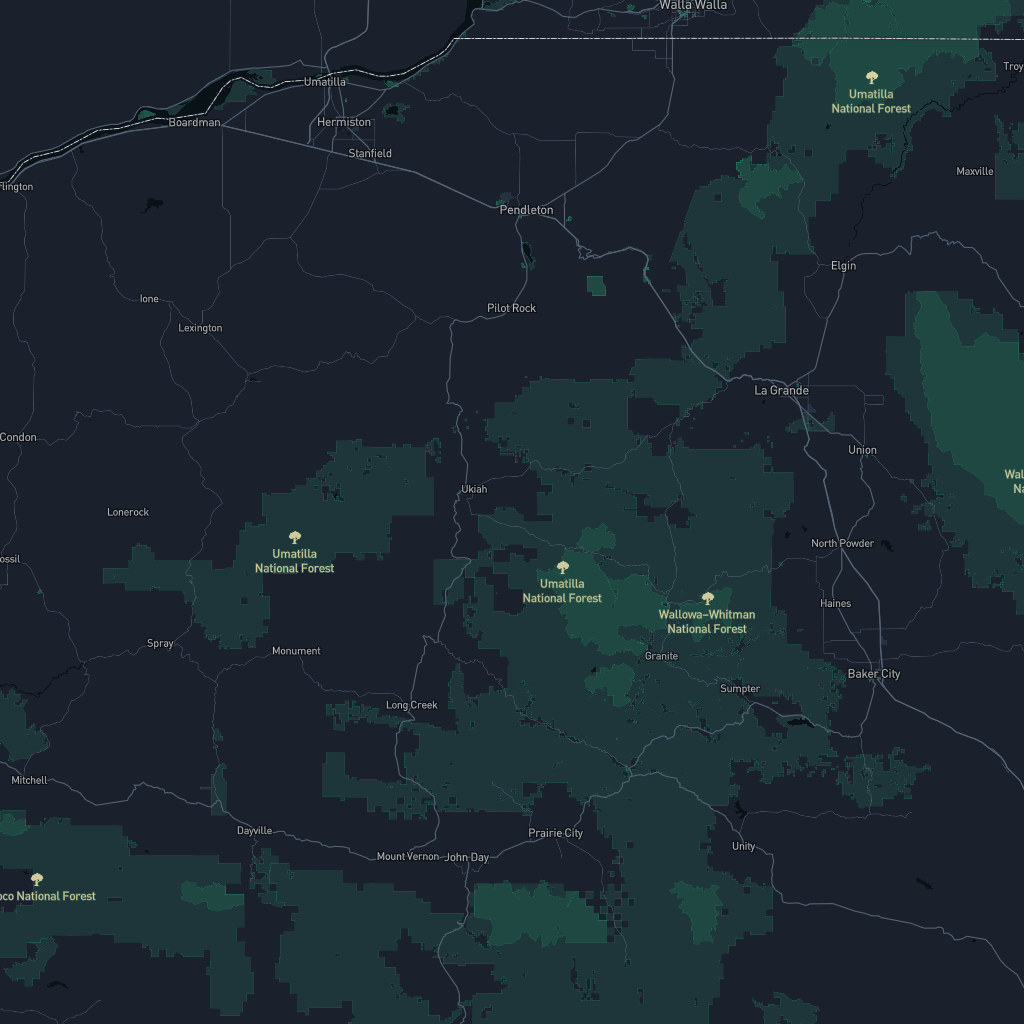 Walla Walla
Troy
Umatilla
Umatilla
National Forest
Boardman
Hermiston
Stanfield
Maxville
flington
Pendleton
Elgin
Ione
Pilot Rock
Lexington
La Grande
Condon
Union
Wal
Na
Ukiah
Lonerock
North Powder
Umatilla
National Forest
ossil
Umatilla
National Forest
Haines
Wallowa-Whitman
National Forest
Spray
Monument
Granite
Baker City
Sumpter
Long Creek
Mitchell
Dayville
Prairie City
Unity
Mount Vernon
John Day
oco National Forest